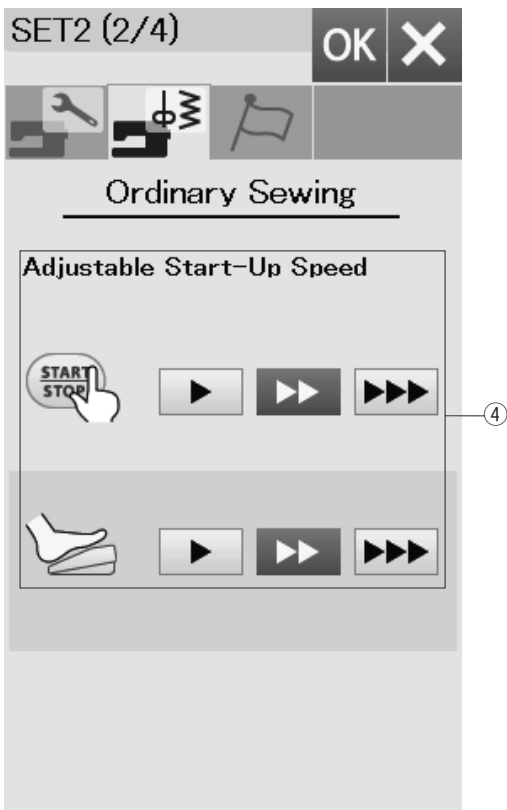 SET2 (2/4)
OK
Ordinary Sewing
Adjustable Start-Up Speed
START
STOP
④